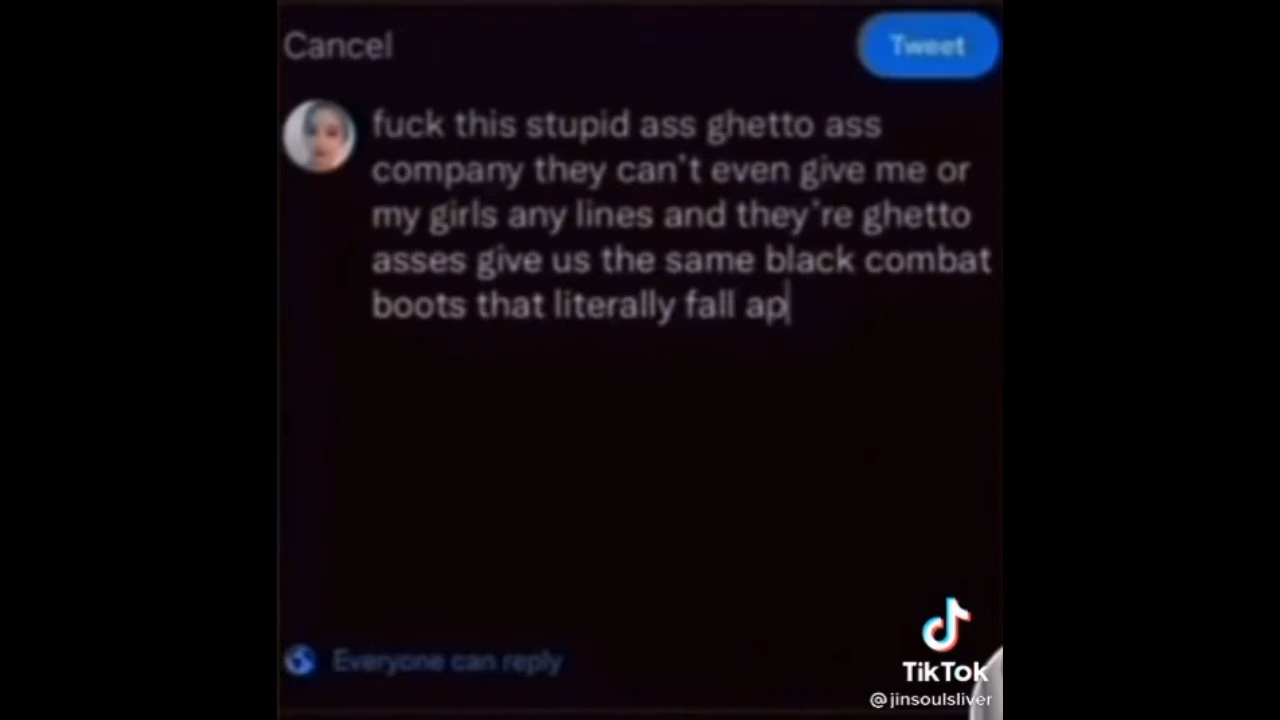 Cancel
Tweet
fuck this stupid ass ghetto ass
company they can't even give me or
my girls any lines and they're ghetto
asses give us the same black combat
boots that literally fall ap
Everyone can reply
TikTok
@jinsoulsliver